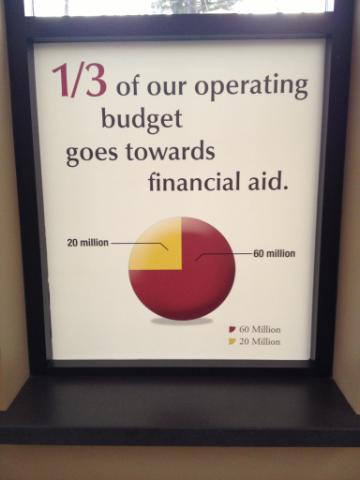 1/3 of our operating
budget
goes towards
financial aid.
20 million
60 million
60 Million
20 Million